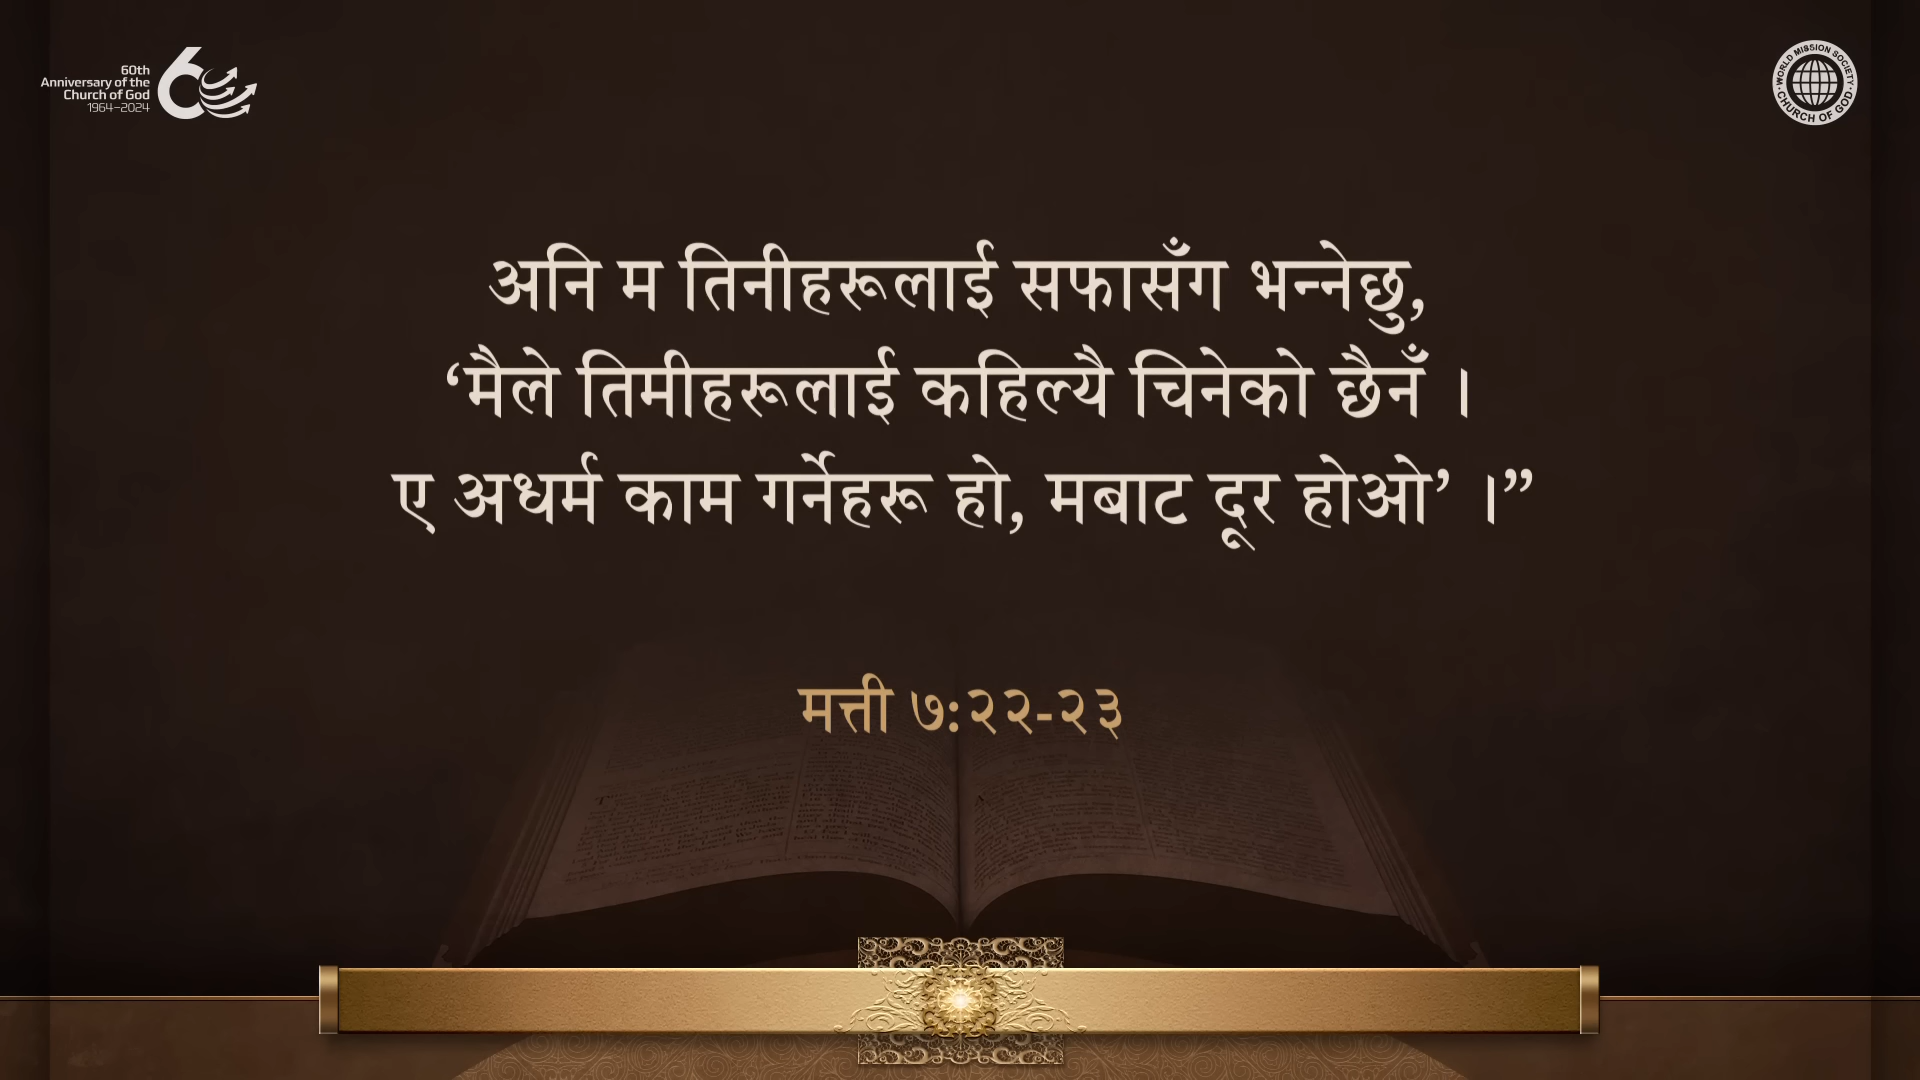 60th
Anniversary of the
Church of God
1964–2024
WORLD MISSION SOCIETY
CHURCH OF GOD
अनि म तिनीहरूलाई सफासँग भन्नेछु,
‘मैले तिमीहरूलाई कहिल्यै चिनेको छैनँ ।
ए अधर्म काम गर्नेहरू हो, मबाट दूर होओ’ ।”
मत्ती ७:२२-२३